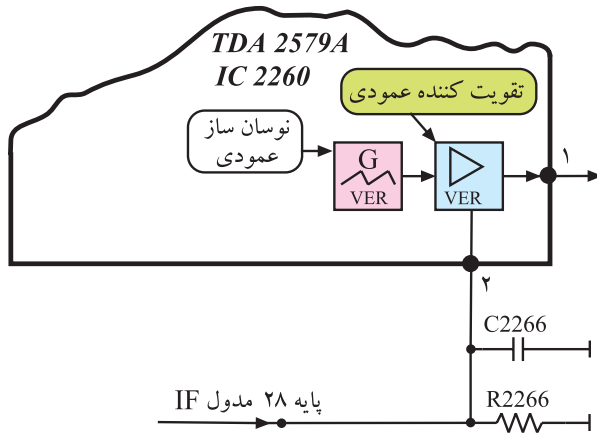 TDA 2579A
IC 2260
تقویت کننده عمودی
نوسان ساز
عمودی
G
VER
VER
۱
۲
C2266
پایه ۲۸ مدول IF
R2266